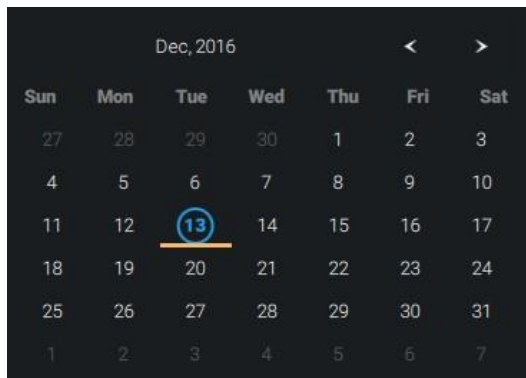 Dec, 2016 < >
Sun Mon Tue Wed Thu Fri Sat
27 28 29 30 1 2 3
4 5 6 7 8 9 10
11 12 13 14 15 16 17
18 19 20 21 22 23 24
25 26 27 28 29 30 31
1 2 3 4 5 6 7